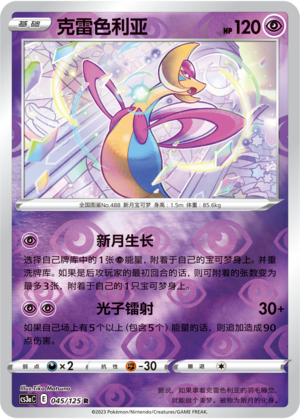 基础 克雷色利亚 HP 120
全国图鉴No.488 新月宝可梦 身高：1.5m 体重：85.6kg
新月生长
选择自己牌库中的1张能量，附着于自己的宝可梦身上。并重
洗牌库。如果是后攻玩家的最初回合的话，则可附着的张数变为
最多3张，附着于自己的1只宝可梦身上。
光子镭射 30+
如果自己场上有5个以上（包含5个）能量的话，则追加造成90
点伤害。
弱点 ×2 抵抗力 -30 撤退
Illus.Tika Matsuno
CS3aC E 045/125 R
©2023 Pokémon/Nintendo/Creatures/GAME FREAK.